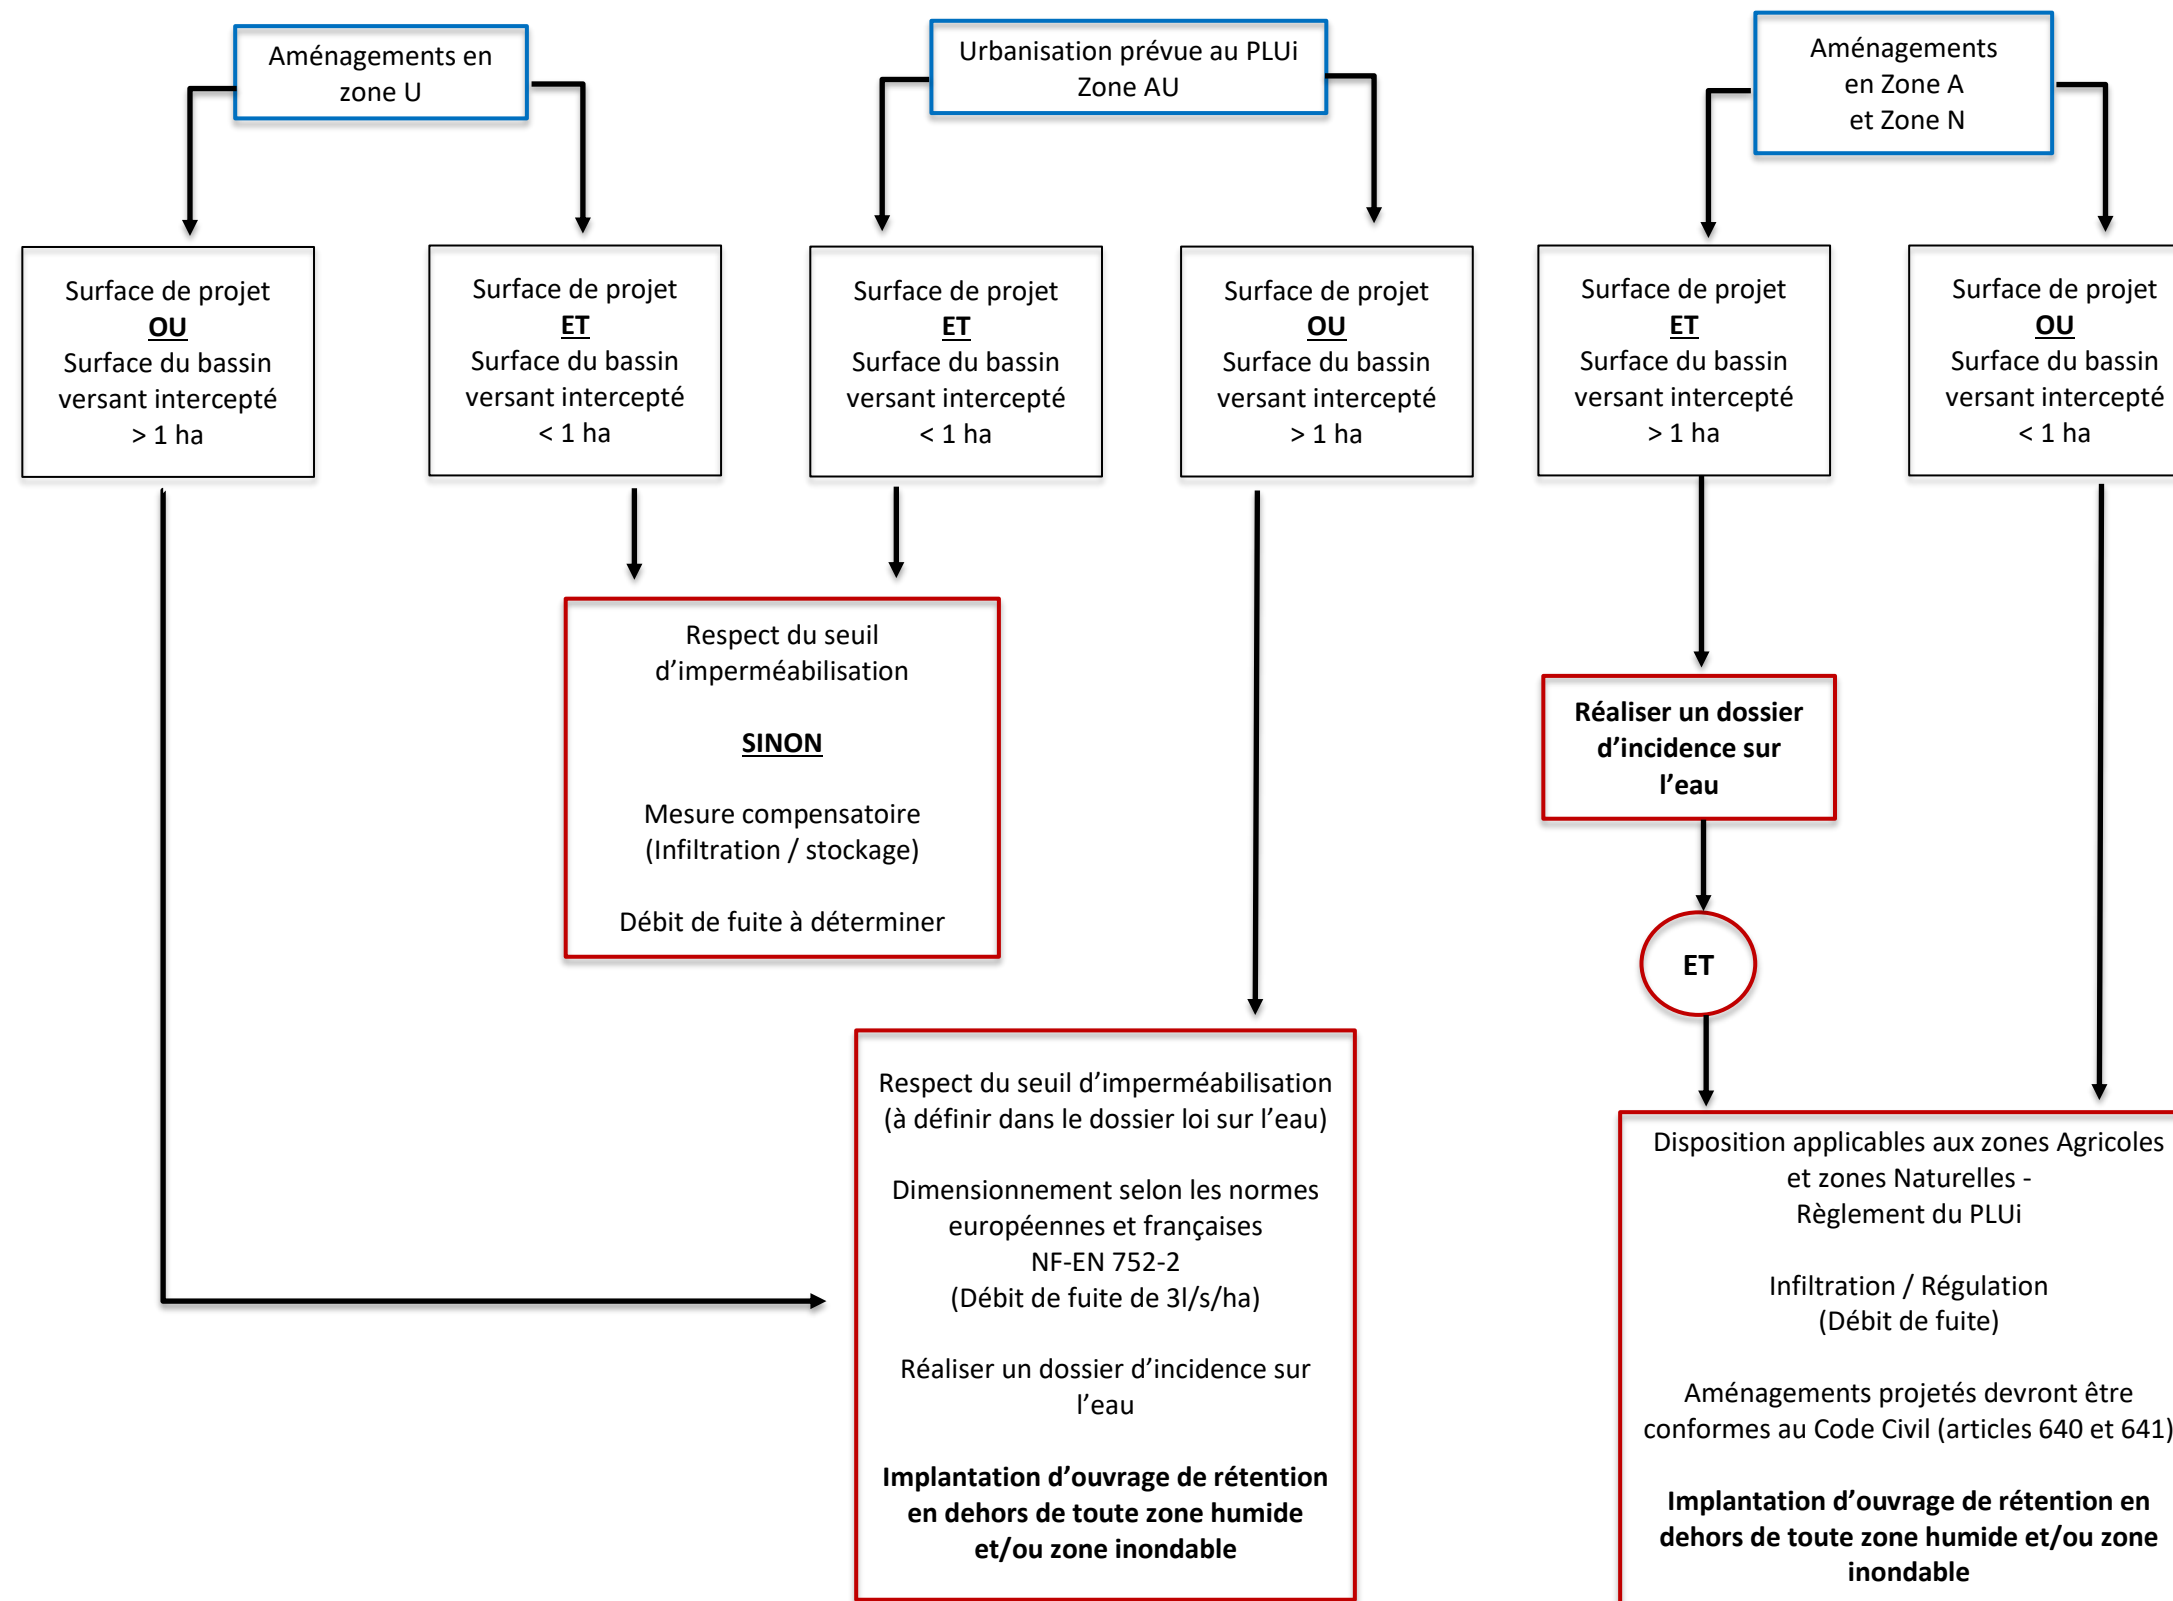 Aménagements en
zone U
Urbanisation prévue au PLUi
Zone AU
Aménagements
en Zone A
et Zone N
Surface de projet
OU
Surface du bassin
versant intercepté
> 1 ha
Surface de projet
ET
Surface du bassin
versant intercepté
< 1 ha
Surface de projet
ET
Surface du bassin
versant intercepté
< 1 ha
Surface de projet
OU
Surface du bassin
versant intercepté
> 1 ha
Surface de projet
ET
Surface du bassin
versant intercepté
> 1 ha
Surface de projet
OU
Surface du bassin
versant intercepté
< 1 ha
Respect du seuil
d’imperméabilisation
SINON
Mesure compensatoire
(Infiltration / stockage)
Débit de fuite à déterminer
Réaliser un dossier
d’incidence sur
l’eau
ET
Respect du seuil d’imperméabilisation
(à définir dans le dossier loi sur l’eau)
Dimensionnement selon les normes
européennes et françaises
NF-EN 752-2
(Débit de fuite de 3l/s/ha)
Réaliser un dossier d’incidence sur
l’eau
Implantation d’ouvrage de rétention
en dehors de toute zone humide
et/ou zone inondable
Disposition applicables aux zones Agricoles
et zones Naturelles -
Règlement du PLUi
Infiltration / Régulation
(Débit de fuite)
Aménagements projetés devront être
conformes au Code Civil (articles 640 et 641)
Implantation d’ouvrage de rétention en
dehors de toute zone humide et/ou zone
inondable